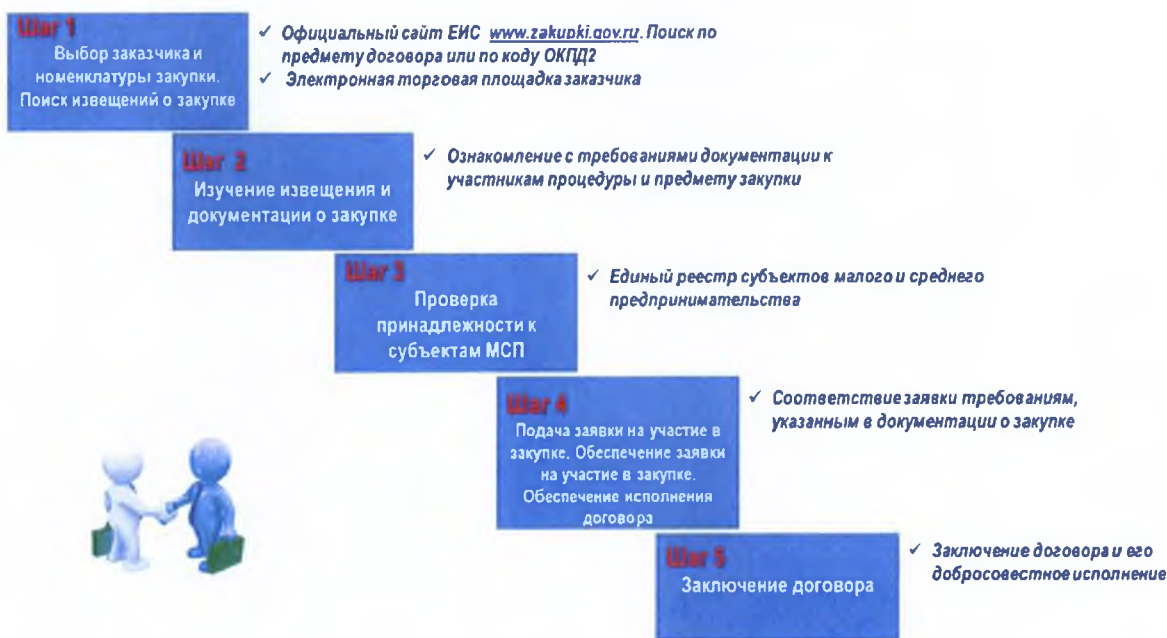 Шаг 1
Выбор заказчика и
номенклатуры закупки.
Поиск извещений о закупке
✓ Официальный сайт ЕИС www.zakupki.gov.ru. Поиск по
предмету договора или по коду ОКПД2
✓ Электронная торговая площадка заказчика
Шаг 2
Изучение извещения и
документации о закупке
✓ Ознакомление с требованиями документации к
участникам процедуры и предмету закупки
Шаг 3
Проверка
принадлежности к
субъектам МСП
✓ Единый реестр субъектов малого и среднего
предпринимательства
Шаг 4
Подача заявки на участие в
закупке. Обеспечение заявки
на участие в закупке.
Обеспечение исполнения
договора
✓ Соответствие заявки требованиям,
указанным в документации о закупке
Шаг 5
Заключение договора
✓ Заключение договора и его
добросовестное исполнение